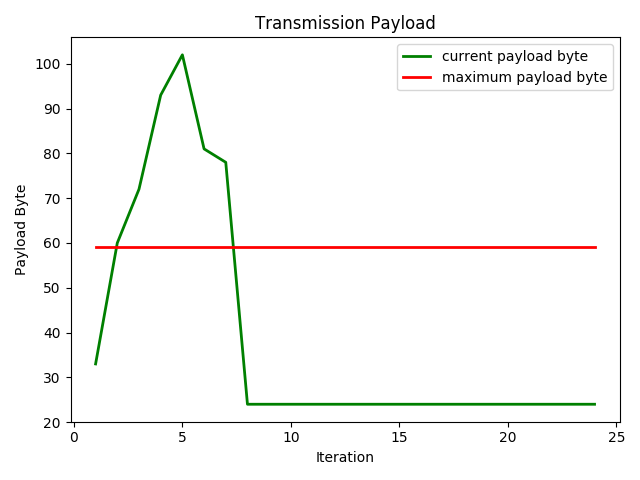 Transmission Payload
current payload byte
maximum payload byte
100
90
80
70
60
50
40
30
20
Payload Byte
0 5 10 15 20 25
Iteration